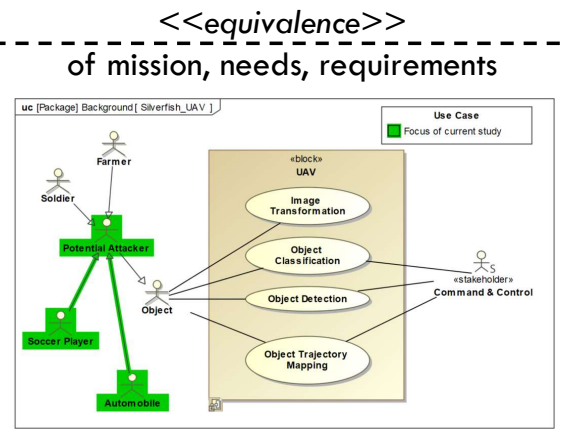 <<equivalence>>
of mission, needs, requirements
uc [Package] Background[ Silverfish_UAV ]
Use Case
Focus of current study
Farmer
Soldier
Potential Attacker
Object
Soccer Player
Automobile
«block»
UAV
Image
Transformation
Object
Classification
Object Detection
Object Trajectory
Mapping
S
«stakeholder»
Command & Control